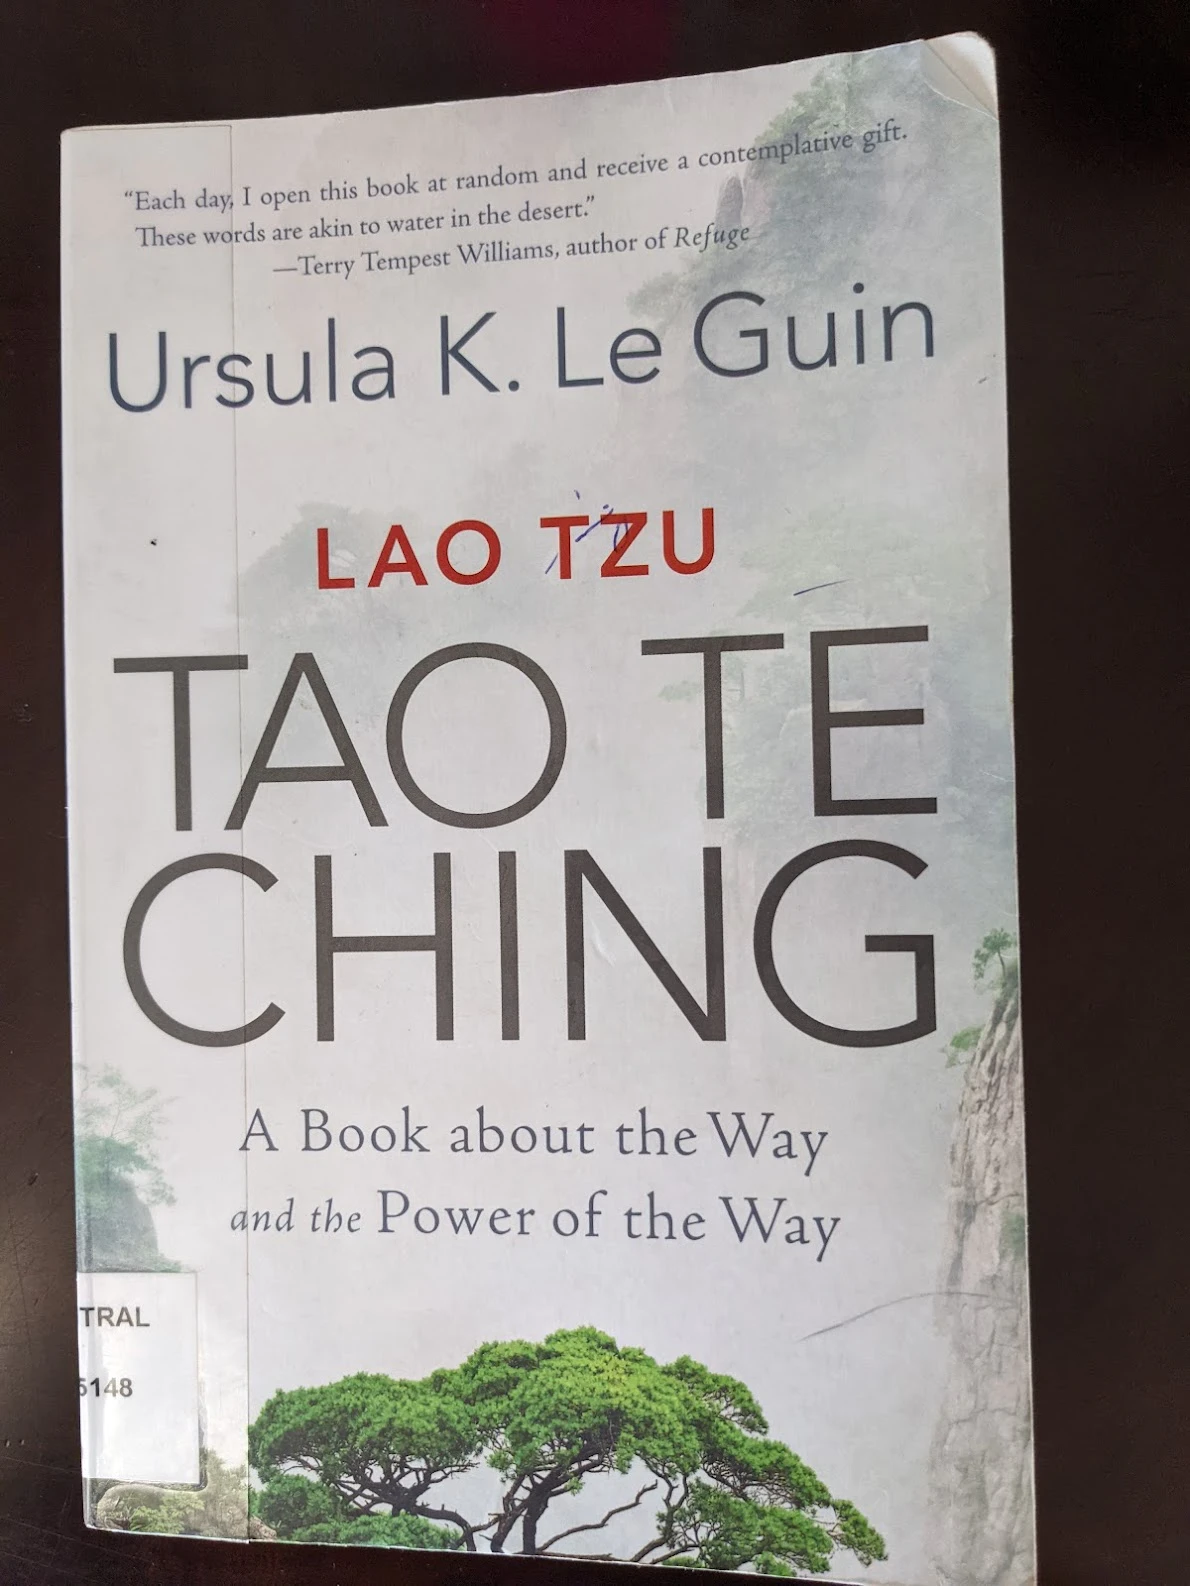 “Each day, I open this book at random and receive a contemplative gift.
These words are akin to water in the desert.”
—Terry Tempest Williams, author of Refuge
Ursula K. Le Guin
LAO TZU
TAO TE
CHING
A Book about the Way
and the Power of the Way
TRAL
5148